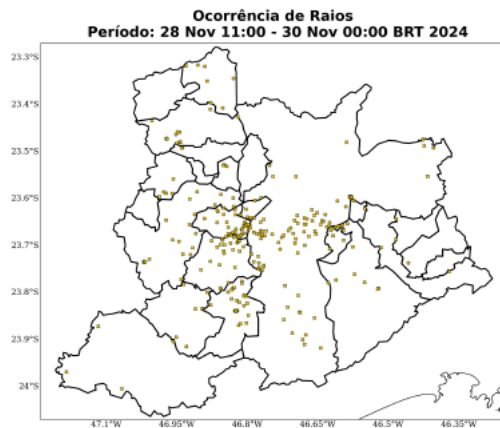 Ocorrência de Raios
Período: 28 Nov 11:00 - 30 Nov 00:00 BRT 2024
23.3°S
23.4°S
23.5°S
23.6°S
23.7°S
23.8°S
23.9°S
24°S
47.1°W 46.95°W 46.8°W 46.65°W 46.5°W 46.35°W